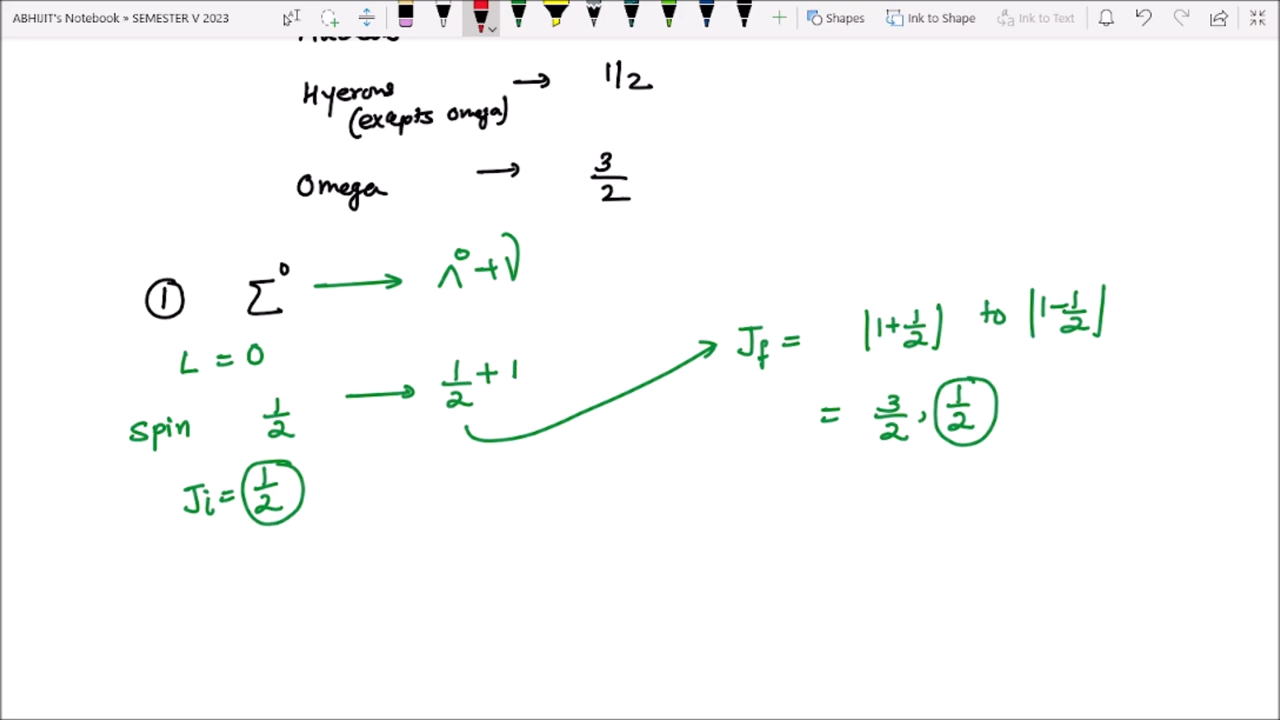 ABHIJIT's Notebook » SEMESTER V 2023
Shapes
Ink to Shape
Ink to Text
Hyerons → 1/2
(exepts omega)
Omega → 3/2
① Σ⁰ → Λ⁰ + γ
L = 0
Spin 1/2 → 1/2 + 1
Ji = 1/2
Jf = |1+1/2| to |1-1/2|
= 3/2, 1/2